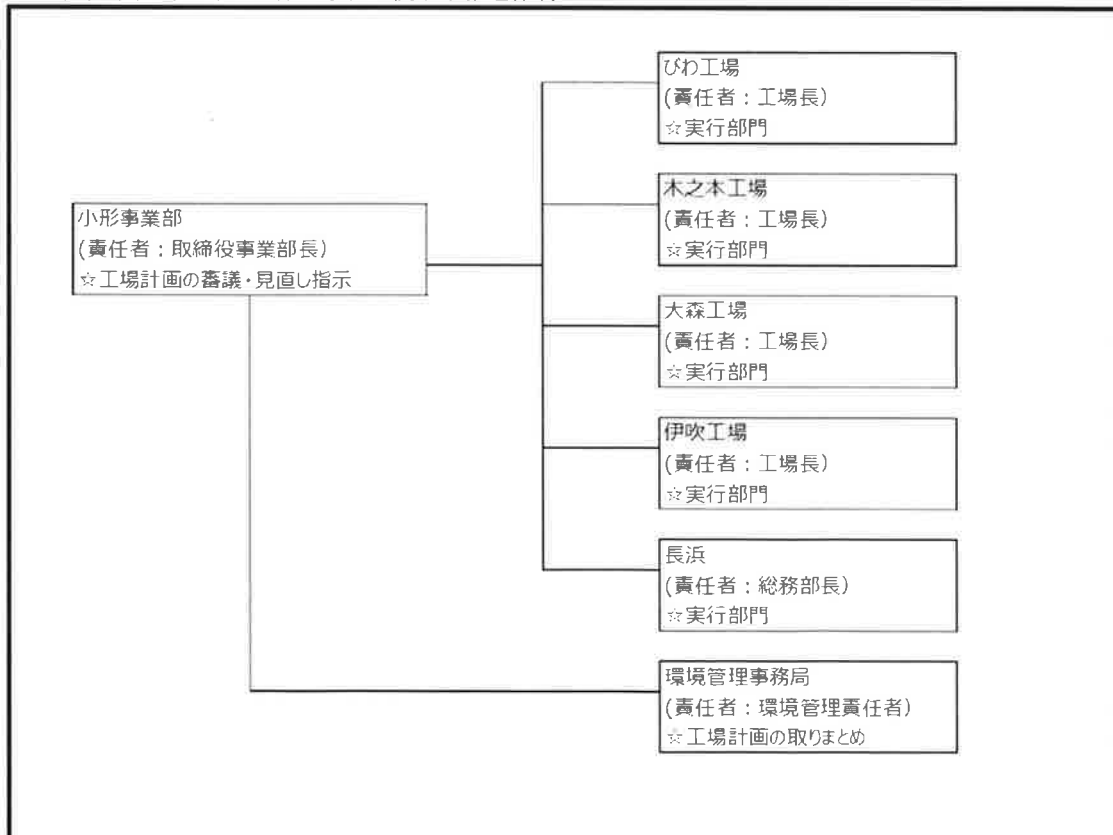 びわ工場
(責任者：工場長)
☆実行部門
木之本工場
(責任者：工場長)
☆実行部門
小形事業部
(責任者：取締役事業部長)
☆工場計画の審議・見直し指示
大森工場
(責任者：工場長)
☆実行部門
伊吹工場
(責任者：工場長)
☆実行部門
長浜
(責任者：総務部長)
☆実行部門
環境管理事務局
(責任者：環境管理責任者)
☆工場計画の取りまとめ